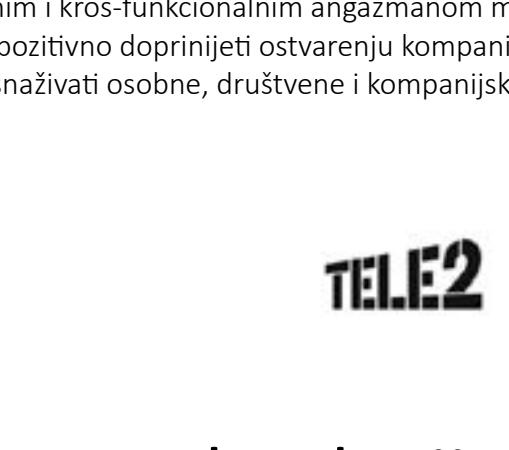 nim i kros-funkcionalnim angažmanom m
pozitivno doprinijeti ostvarenju kompani
snaživati osobne, društvene i kompanijsk
TELE2